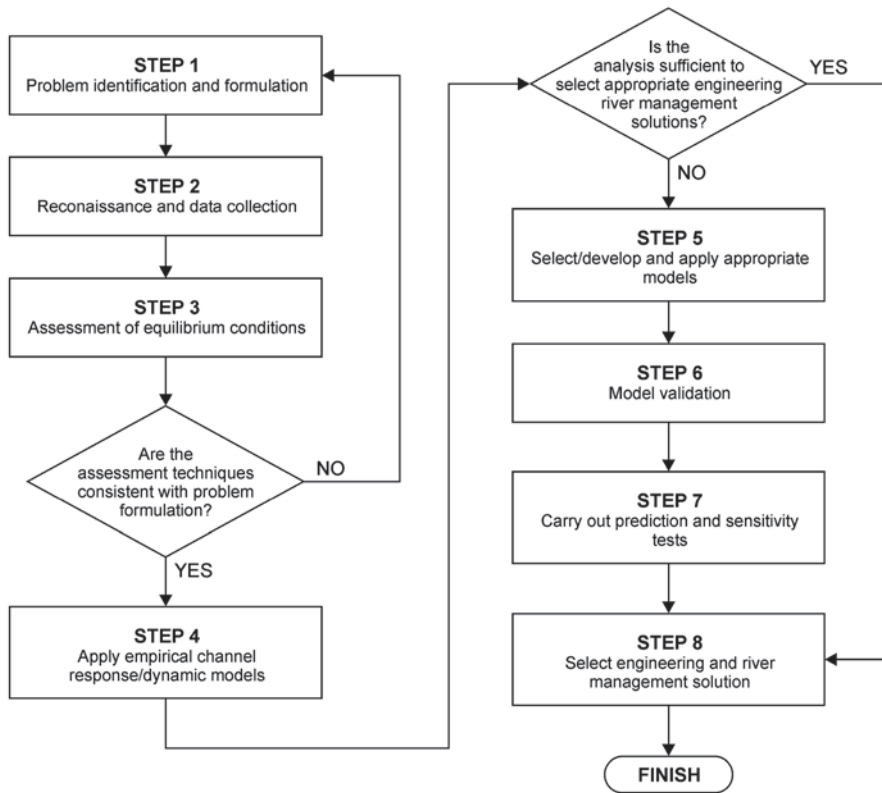 STEP 1
Problem identification and formulation
STEP 2
Reconaissance and data collection
STEP 3
Assessment of equilibrium conditions
Are the
assessment techniques
consistent with problem
formulation?
NO
YES
STEP 4
Apply empirical channel
response/dynamic models
Is the
analysis sufficient to
select appropriate engineering
river management
solutions?
YES
NO
STEP 5
Select/develop and apply appropriate
models
STEP 6
Model validation
STEP 7
Carry out prediction and sensitivity
tests
STEP 8
Select engineering and river
management solution
FINISH